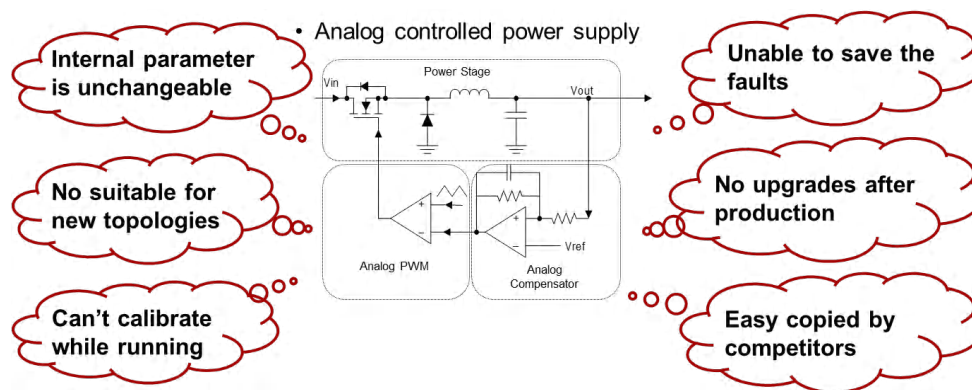 • Analog controlled power supply
Internal parameter
is unchangeable
No suitable for
new topologies
Can't calibrate
while running
Power Stage
Vin
Vout
+
−
Analog PWM
+
−
Vref
Analog
Compensator
Unable to save the
faults
No upgrades after
production
Easy copied by
competitors